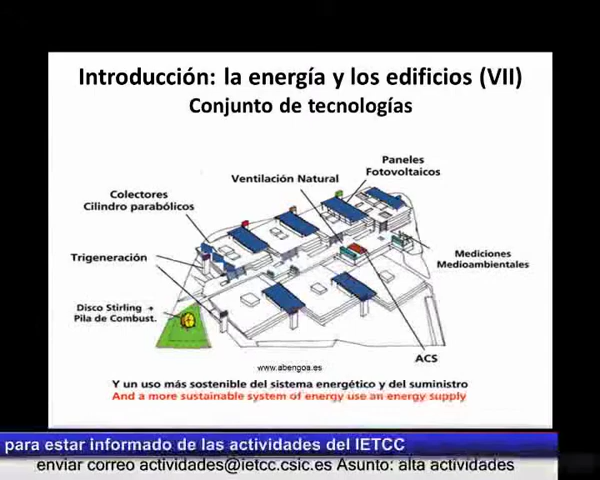 Introducción: la energía y los edificios (VII)
Conjunto de tecnologías
Paneles
Fotovoltaicos
Ventilación Natural
Colectores
Cilindro parabólicos
Trigeneración
Mediciones
Medioambientales
Disco Stirling +
Pila de Combust.
ACS
www.abengoa.es
Y un uso más sostenible del sistema energético y del suministro
And a more sustainable system of energy use an energy supply
para estar informado de las actividades del IETCC
enviar correo actividades@ietcc.csic.es Asunto: alta actividades